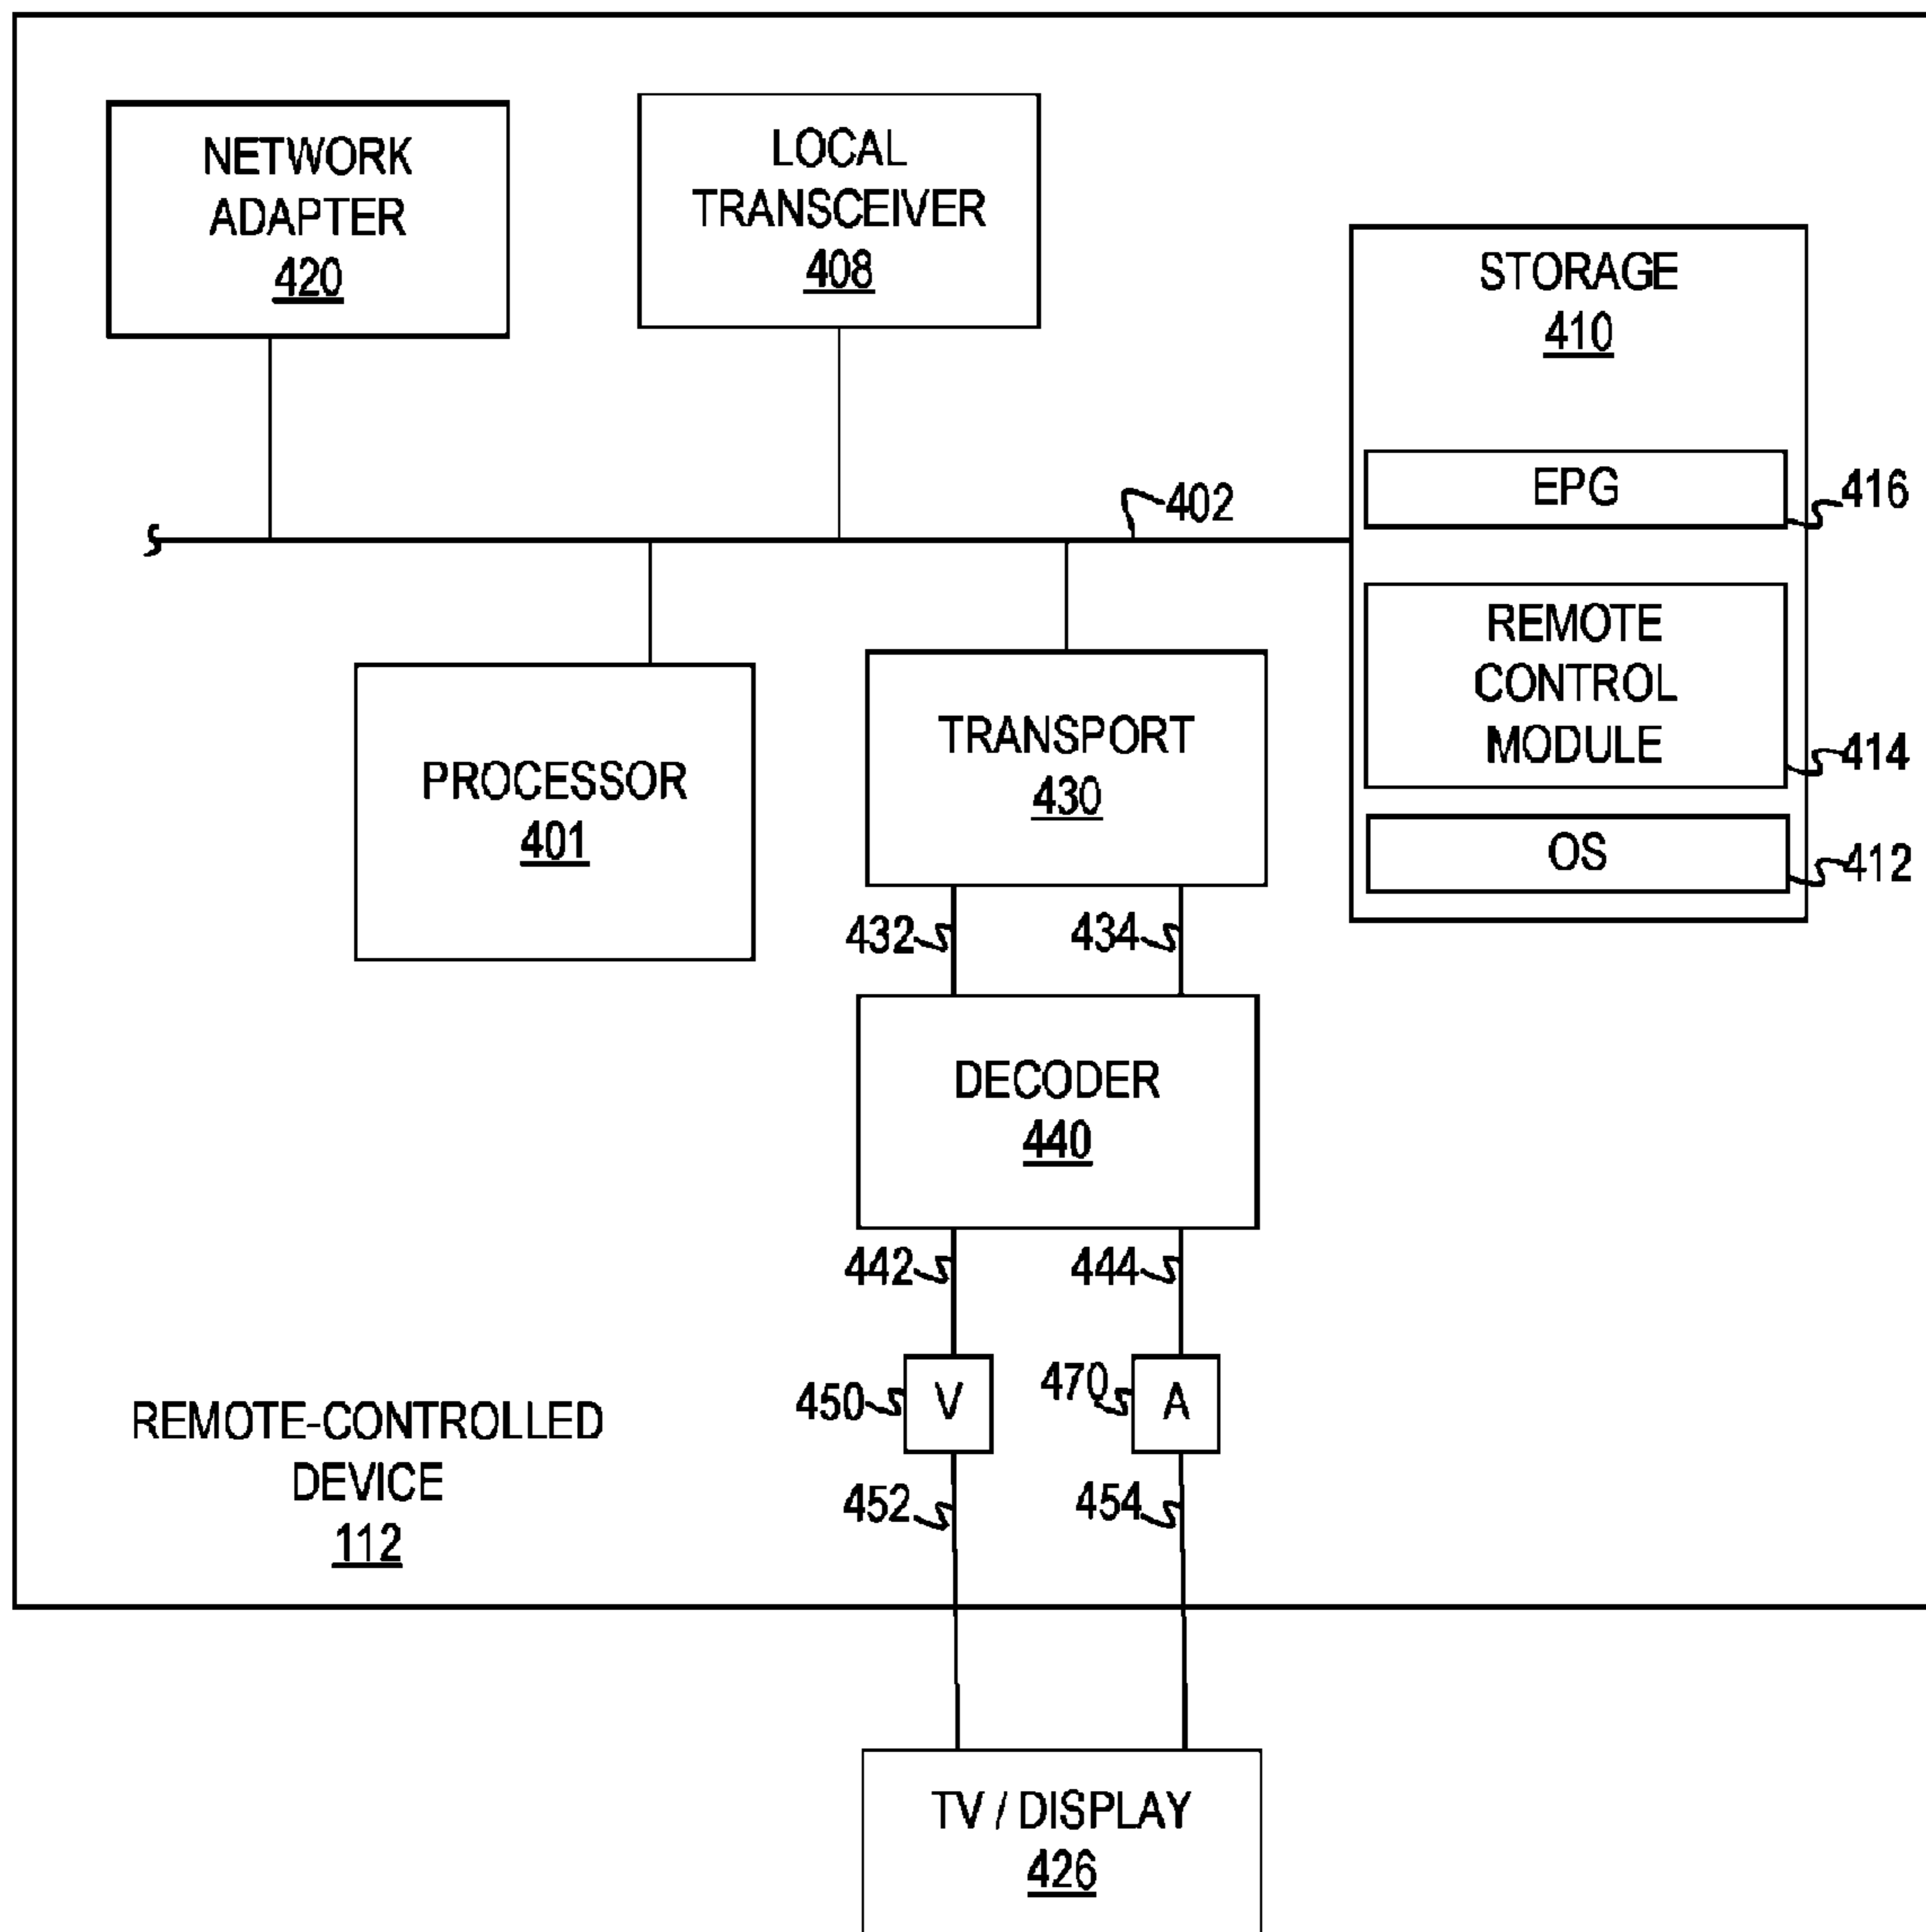 NETWORK
ADAPTER
420
LOCAL
TRANSCEIVER
408
STORAGE
410
EPG
416
402
REMOTE
CONTROL
MODULE
414
OS
412
PROCESSOR
401
TRANSPORT
430
432
434
DECODER
440
442
444
450
V
470
A
452
454
REMOTE-CONTROLLED
DEVICE
112
TV / DISPLAY
426